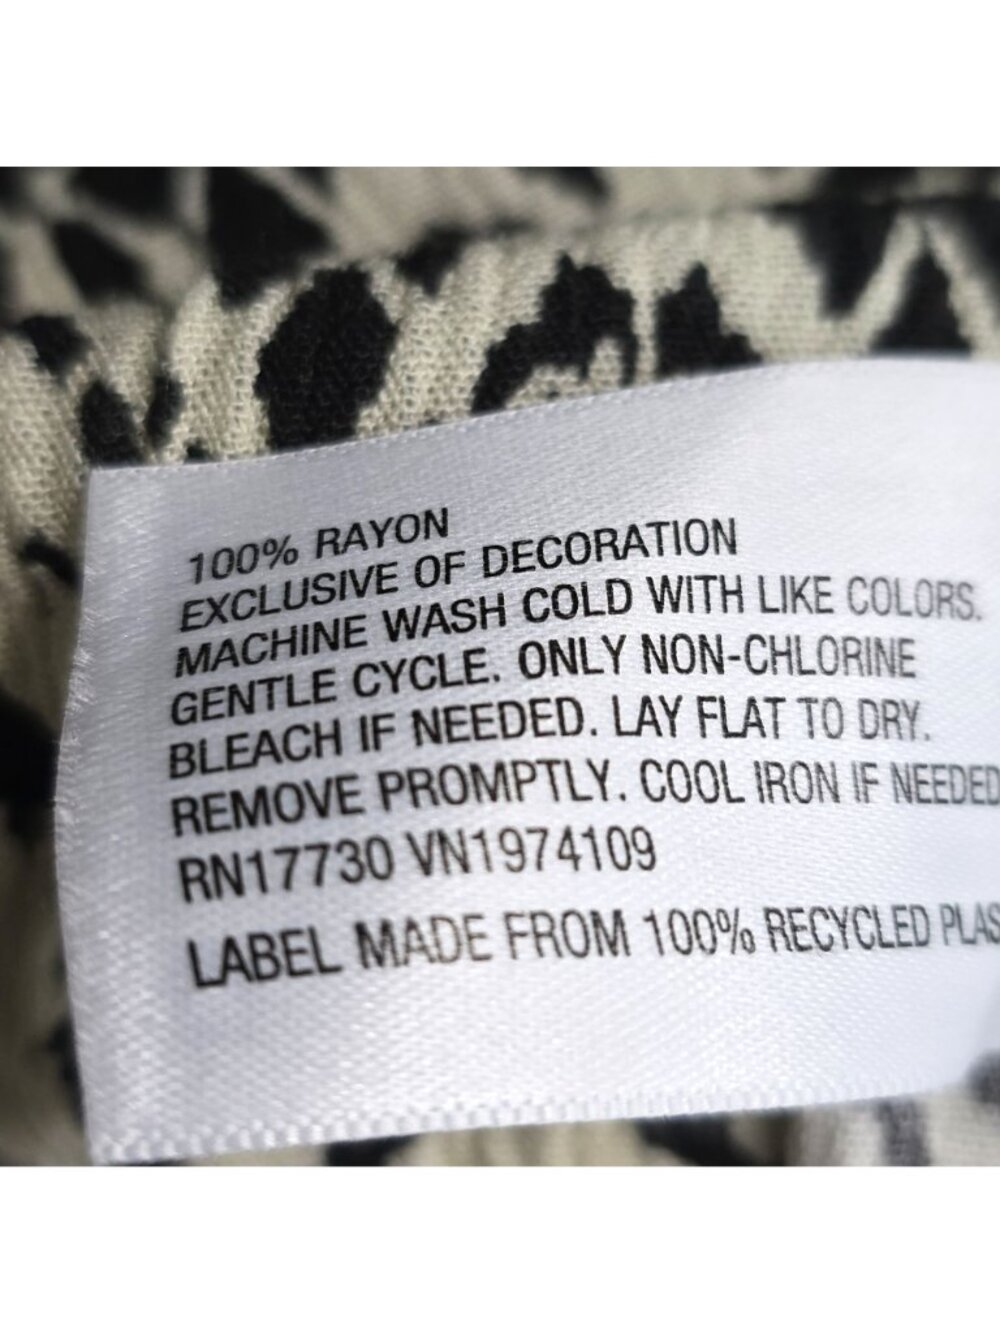 100% RAYON
EXCLUSIVE OF DECORATION
MACHINE WASH COLD WITH LIKE COLORS.
GENTLE CYCLE. ONLY NON-CHLORINE
BLEACH IF NEEDED. LAY FLAT TO DRY.
REMOVE PROMPTLY. COOL IRON IF NEEDED
RN17730 VN1974109
LABEL MADE FROM 100% RECYCLED PLAS